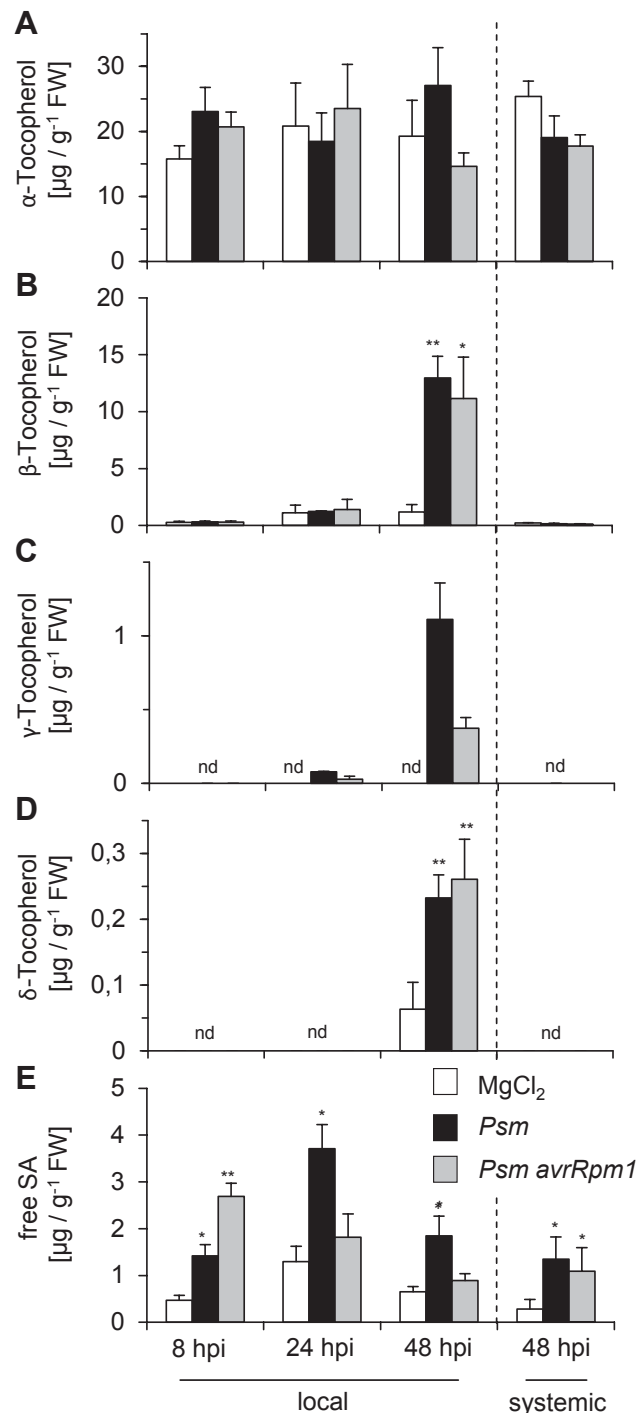 A
α-Tocopherol
[µg / g⁻¹ FW]
30
20
10
0
B
β-Tocopherol
[µg / g⁻¹ FW]
20
15
10
5
0
** *
C
γ-Tocopherol
[µg / g⁻¹ FW]
1
0
nd nd nd nd
D
δ-Tocopherol
[µg / g⁻¹ FW]
0,3
0,2
0,1
0
** **
nd nd nd
E
free SA
[µg / g⁻¹ FW]
5
4
3
2
1
0
MgCl₂
Psm
Psm avrRpm1
* ** * * * *
8 hpi 24 hpi 48 hpi 48 hpi
local systemic